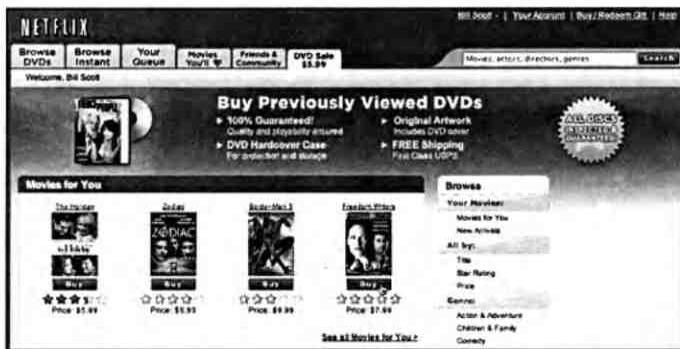 NETFLIX
Bill Scott | Your Account | Buy/Redeem Gift | Help
Browse DVDs
Browse Instant
Your Queue
Movies You'll ♥
Friends & Community
DVD Sale $5.99
Movies, actors, directors, genres
Search
Welcome, Bill Scott
Buy Previously Viewed DVDs
▸ 100% Guaranteed!
Quality and playability ensured
▸ DVD Hardcover Case
For protection and storage
▸ Original Artwork
Includes DVD cover
▸ FREE Shipping
First Class USPS
ALL DISCS
INSPECTED &
GUARANTEED
Movies for You
The Holiday
Zodiac
Spider-Man 3
Freedom Writers
ZODIAC
Buy
Buy
Buy
Buy
Price: $5.99
Price: $5.99
Price: $9.99
Price: $7.99
See all Movies for You >
Browse
Your Movies:
Movies for You
New Arrivals
All by:
Title
Star Rating
Price
Genre:
Action & Adventure
Children & Family
Comedy